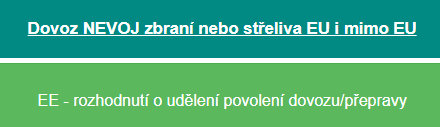 Dovoz NEVOJ zbraní nebo střeliva EU i mimo EU
EE - rozhodnutí o udělení povolení dovozu/přepravy